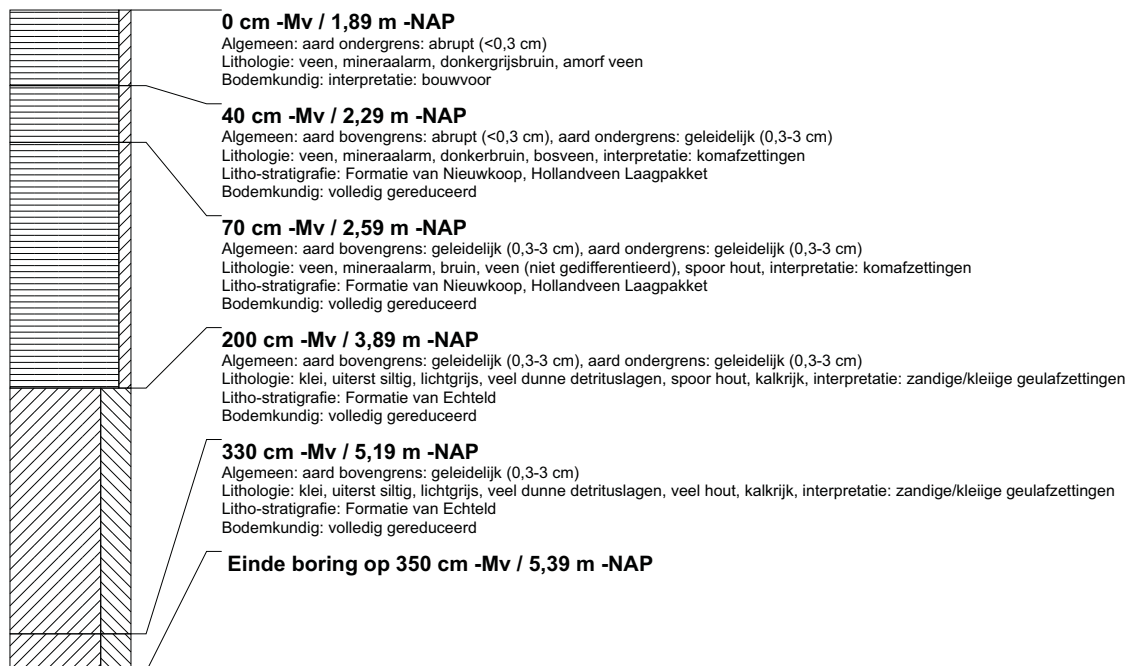 0 cm -Mv / 1,89 m -NAP
Algemeen: aard ondergrens: abrupt (<0,3 cm)
Lithologie: veen, mineraalarm, donkergrijsbruin, amorf veen
Bodemkundig: interpretatie: bouwvoor
40 cm -Mv / 2,29 m -NAP
Algemeen: aard bovengrens: abrupt (<0,3 cm), aard ondergrens: geleidelijk (0,3-3 cm)
Lithologie: veen, mineraalarm, donkerbruin, bosveen, interpretatie: komafzettingen
Litho-stratigrafie: Formatie van Nieuwkoop, Hollandveen Laagpakket
Bodemkundig: volledig gereduceerd
70 cm -Mv / 2,59 m -NAP
Algemeen: aard bovengrens: geleidelijk (0,3-3 cm), aard ondergrens: geleidelijk (0,3-3 cm)
Lithologie: veen, mineraalarm, bruin, veen (niet gedifferentieerd), spoor hout, interpretatie: komafzettingen
Litho-stratigrafie: Formatie van Nieuwkoop, Hollandveen Laagpakket
Bodemkundig: volledig gereduceerd
200 cm -Mv / 3,89 m -NAP
Algemeen: aard bovengrens: geleidelijk (0,3-3 cm), aard ondergrens: geleidelijk (0,3-3 cm)
Lithologie: klei, uiterst siltig, lichtgrijs, veel dunne detrituslagen, spoor hout, kalkrijk, interpretatie: zandige/kleiige geulafzettingen
Litho-stratigrafie: Formatie van Echteld
Bodemkundig: volledig gereduceerd
330 cm -Mv / 5,19 m -NAP
Algemeen: aard bovengrens: geleidelijk (0,3-3 cm)
Lithologie: klei, uiterst siltig, lichtgrijs, veel dunne detrituslagen, veel hout, kalkrijk, interpretatie: zandige/kleiige geulafzettingen
Litho-stratigrafie: Formatie van Echteld
Bodemkundig: volledig gereduceerd
Einde boring op 350 cm -Mv / 5,39 m -NAP